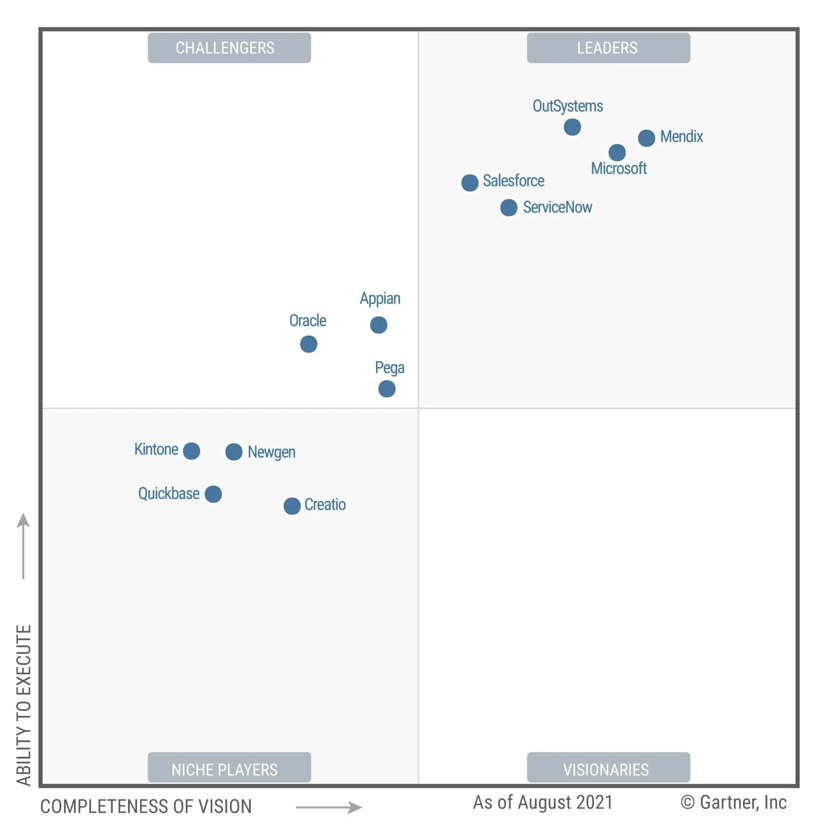 CHALLENGERS
LEADERS
OutSystems
Mendix
Microsoft
Salesforce
ServiceNow
Appian
Oracle
Pega
Kintone
Newgen
Quickbase
Creatio
ABILITY TO EXECUTE
NICHE PLAYERS
VISIONARIES
COMPLETENESS OF VISION
As of August 2021
© Gartner, Inc